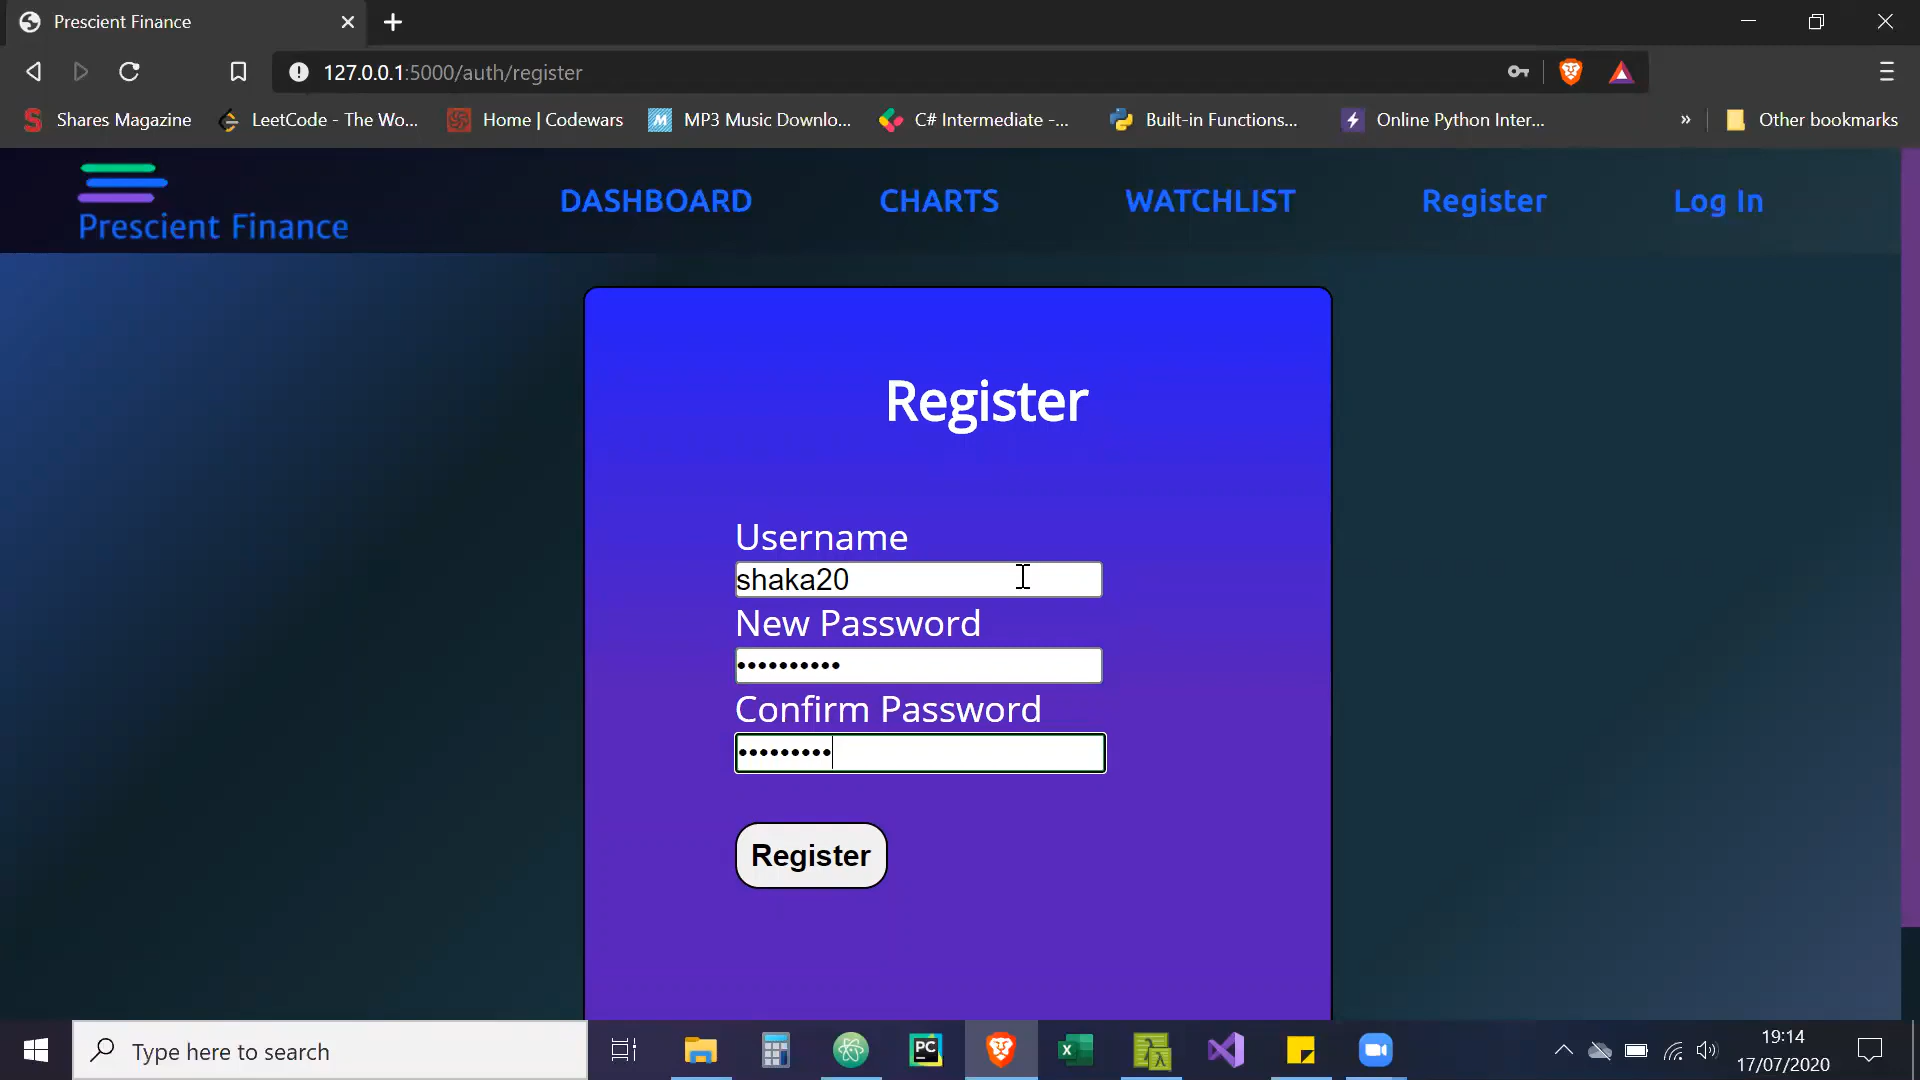 Prescient Finance
127.0.0.1:5000/auth/register
Shares Magazine
LeetCode - The Wo...
Home | Codewars
MP3 Music Downlo...
C# Intermediate -...
Built-in Functions...
Online Python Inter...
»
Other bookmarks
Prescient Finance
DASHBOARD
CHARTS
WATCHLIST
Register
Log In
Register
Username
shaka20
New Password
••••••••••
Confirm Password
•••••••••
Register
Type here to search
19:14
17/07/2020